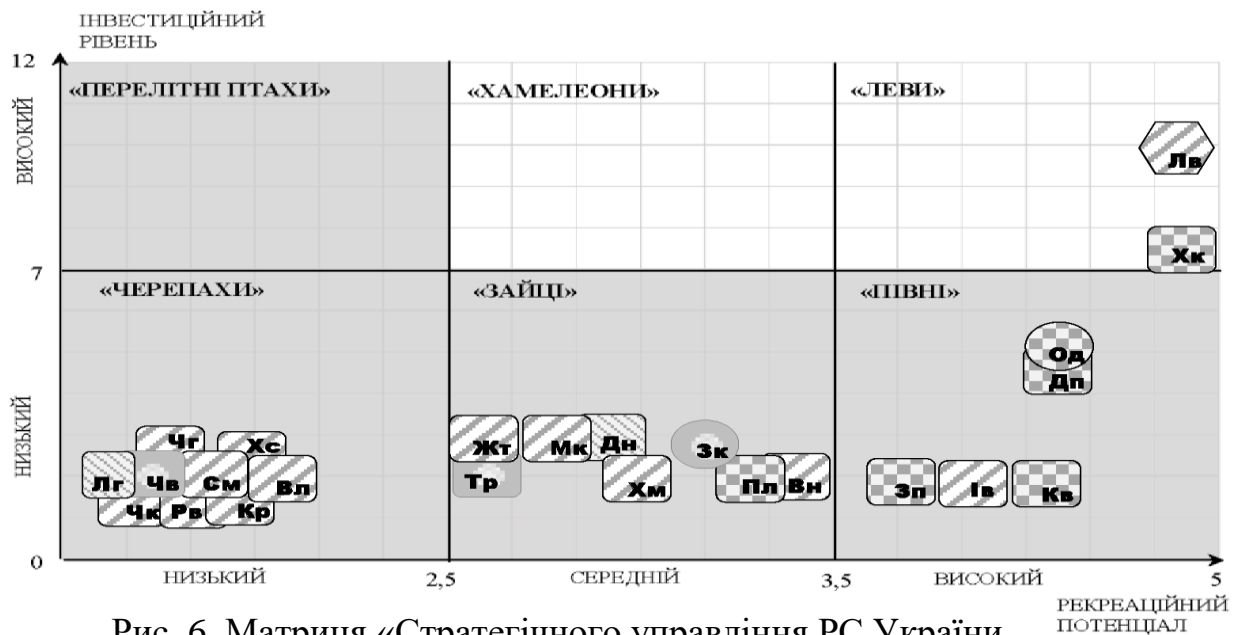 ІНВЕСТИЦІЙНИЙ
РІВЕНЬ
12
«ПЕРЕЛІТНІ ПТАХИ»
«ХАМЕЛЕОНИ»
«ЛЕВИ»
ВИСОКИЙ
Лв
Хк
7
«ЧЕРЕПАХИ»
«ЗАЙЦІ»
«ПІВНІ»
Од
Дп
НИЗЬКИЙ
Чг
Хс
Лг
Чв
См
Вл
Чк
Рв
Кр
Жт
Мк
Дн
Зк
Тр
Хм
Пл
Вн
Зп
Ів
Кв
0
НИЗЬКИЙ
2,5
СЕРЕДНІЙ
3,5
ВИСОКИЙ
5
РЕКРЕАЦІЙНИЙ
ПОТЕНЦІАЛ
Рис. 6. Матриця «Стратегічного управління РС України